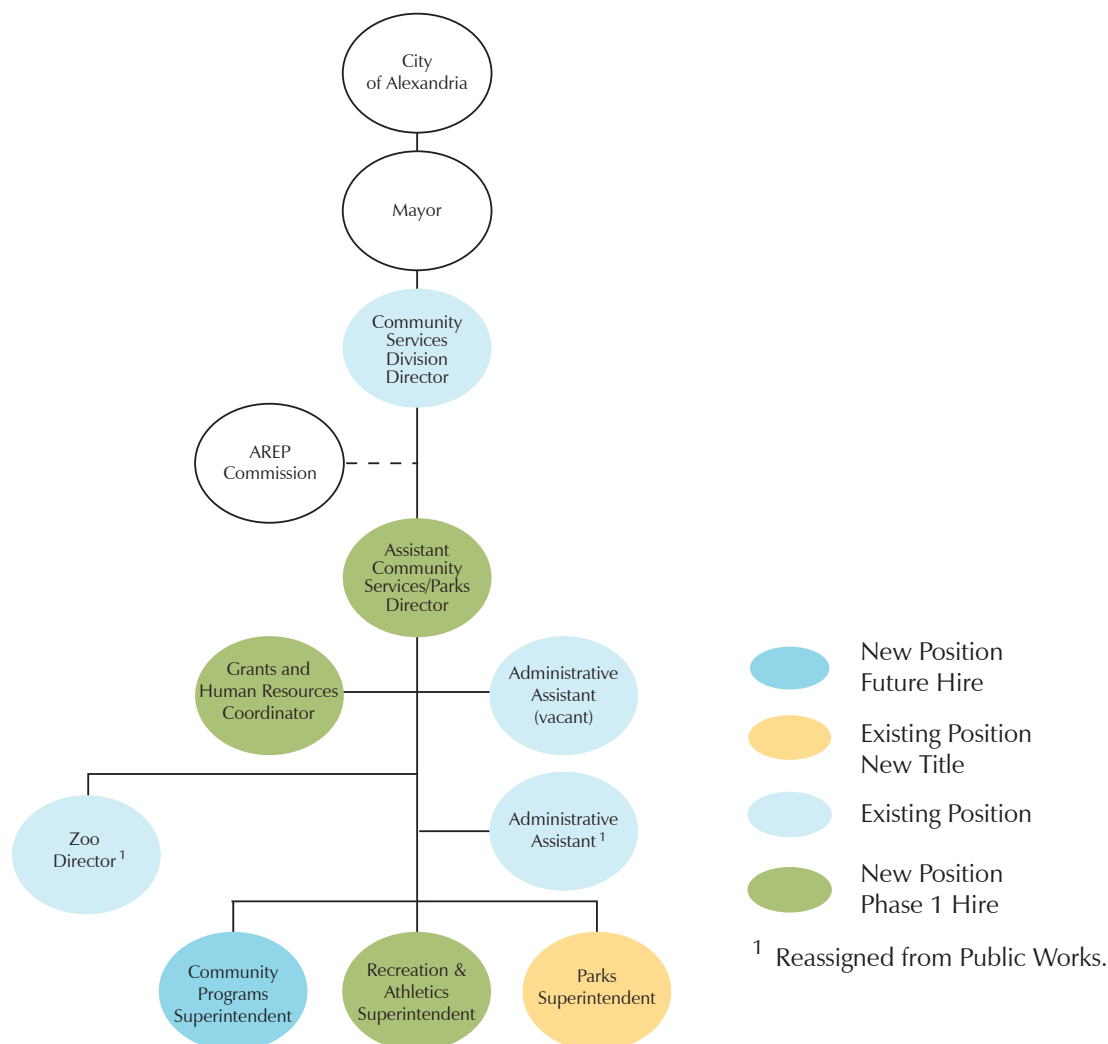 City
of Alexandria
Mayor
Community
Services
Division
Director
AREP
Commission
Assistant
Community
Services/Parks
Director
Grants and
Human Resources
Coordinator
Administrative
Assistant
(vacant)
Zoo
Director 1
Administrative
Assistant 1
Community
Programs
Superintendent
Recreation &
Athletics
Superintendent
Parks
Superintendent
New Position
Future Hire
Existing Position
New Title
Existing Position
New Position
Phase 1 Hire
1 Reassigned from Public Works.